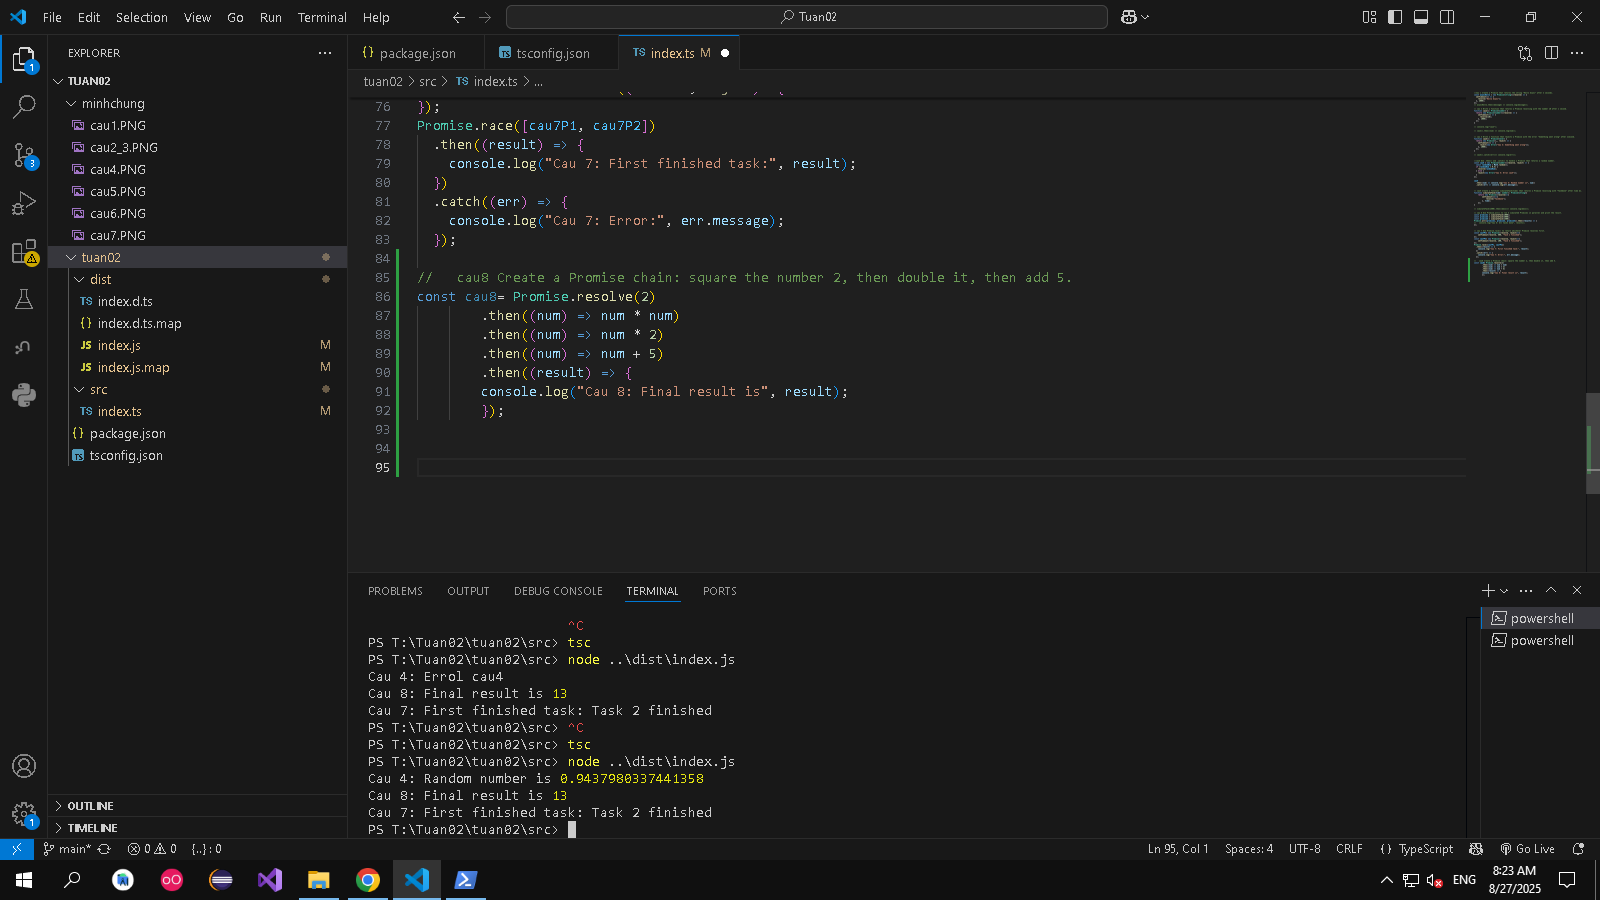 File Edit Selection View Go Run Terminal Help
Tuan02
EXPLORER
package.json
tsconfig.json
TS index.ts M
tuan02 > src > TS index.ts > ...
TUAN02
minhchung
cau1.PNG
cau2_3.PNG
cau4.PNG
cau5.PNG
cau6.PNG
cau7.PNG
tuan02
dist
TS index.d.ts
index.d.ts.map
JS index.js M
JS index.js.map M
src
TS index.ts M
package.json
tsconfig.json
OUTLINE
TIMELINE
76 });
77 Promise.race([cau7P1, cau7P2])
78 .then((result) => {
79 console.log("Cau 7: First finished task:", result);
80 })
81 .catch((err) => {
82 console.log("Cau 7: Error:", err.message);
83 });
84
85 // cau8 Create a Promise chain: square the number 2, then double it, then add 5.
86 const cau8= Promise.resolve(2)
87 .then((num) => num * num)
88 .then((num) => num * 2)
89 .then((num) => num + 5)
90 .then((result) => {
91 console.log("Cau 8: Final result is", result);
92 });
93
94
95
PROBLEMS OUTPUT DEBUG CONSOLE TERMINAL PORTS
^C
PS T:\Tuan02\tuan02\src> tsc
PS T:\Tuan02\tuan02\src> node ..\dist\index.js
Cau 4: Errol cau4
Cau 8: Final result is 13
Cau 7: First finished task: Task 2 finished
PS T:\Tuan02\tuan02\src> ^C
PS T:\Tuan02\tuan02\src> tsc
PS T:\Tuan02\tuan02\src> node ..\dist\index.js
Cau 4: Random number is 0.9437980337441358
Cau 8: Final result is 13
Cau 7: First finished task: Task 2 finished
PS T:\Tuan02\tuan02\src>
powershell
powershell
main* 0 0 {..} : 0
Ln 95, Col 1 Spaces: 4 UTF-8 CRLF {} TypeScript Go Live
ENG
8:23 AM
8/27/2025